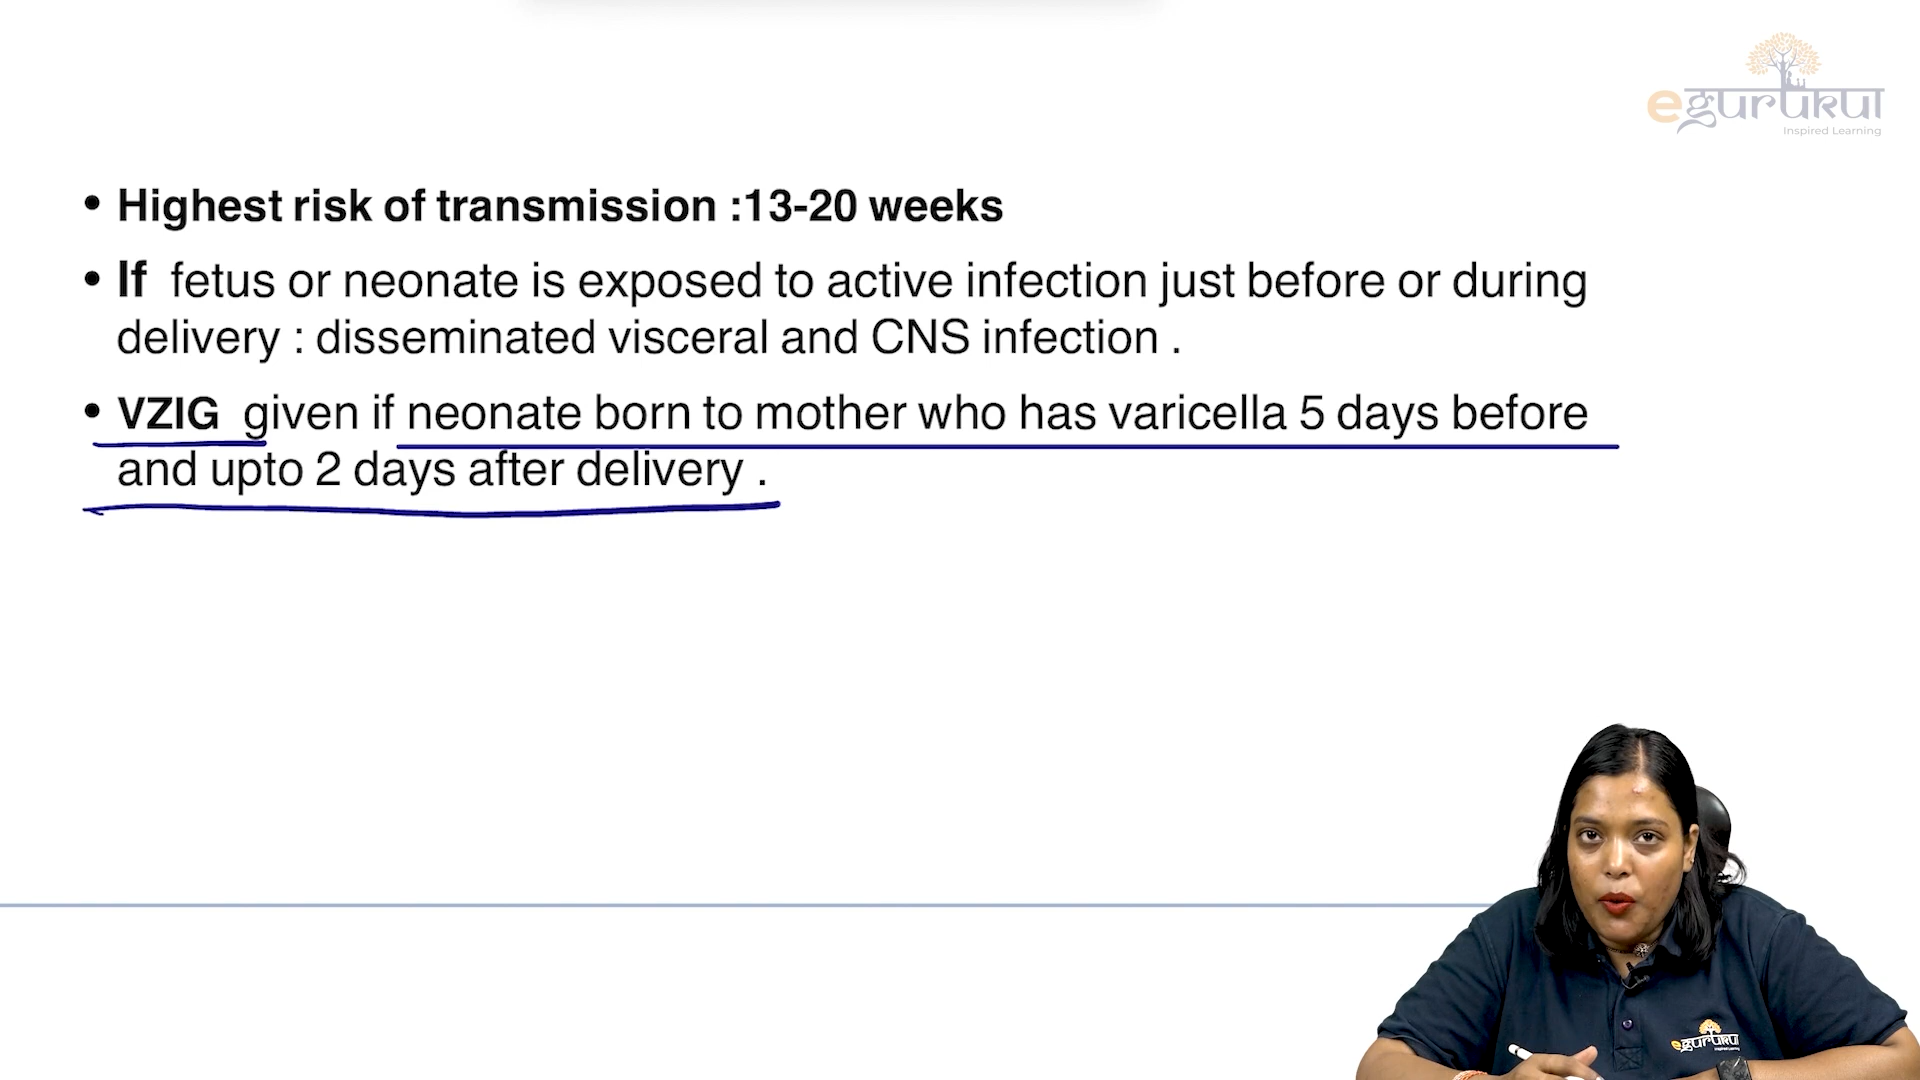 egurukul
Inspired Learning
• Highest risk of transmission :13-20 weeks
• If fetus or neonate is exposed to active infection just before or during
delivery : disseminated visceral and CNS infection .
• VZIG given if neonate born to mother who has varicella 5 days before
and upto 2 days after delivery .
egurukul